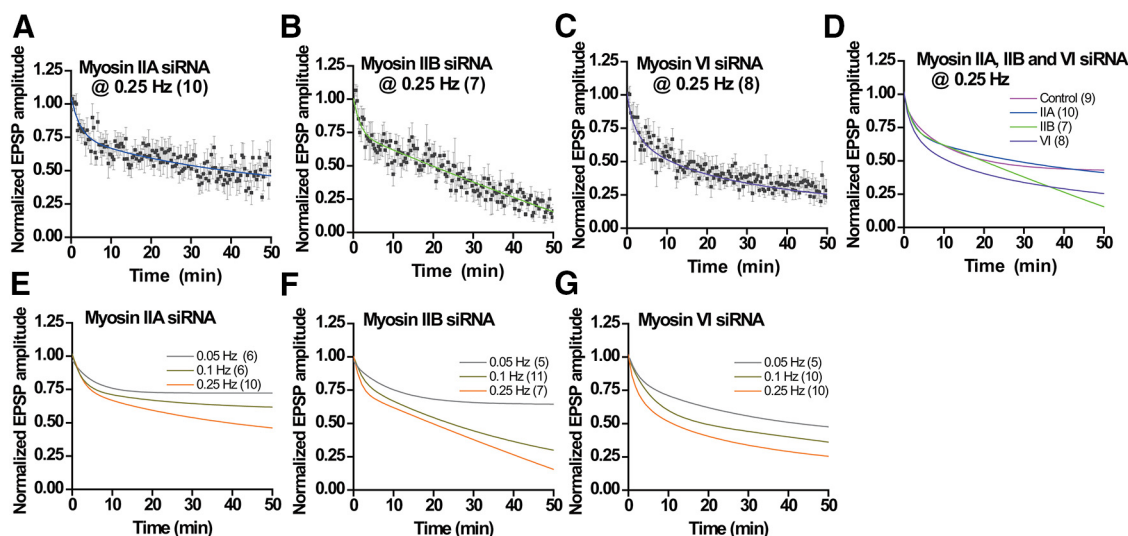 A
Myosin IIA siRNA
@ 0.25 Hz (10)
Normalized EPSP amplitude
1.25
1.00
0.75
0.50
0.25
0.00
0 10 20 30 40 50
Time (min)
B
Myosin IIB siRNA
@ 0.25 Hz (7)
Normalized EPSP amplitude
1.25
1.00
0.75
0.50
0.25
0.00
0 10 20 30 40 50
Time (min)
C
Myosin VI siRNA
@ 0.25 Hz (8)
Normalized EPSP amplitude
1.25
1.00
0.75
0.50
0.25
0.00
0 10 20 30 40 50
Time (min)
D
Myosin IIA, IIB and VI siRNA
@ 0.25 Hz
Control (9)
IIA (10)
IIB (7)
VI (8)
Normalized EPSP amplitude
1.25
1.00
0.75
0.50
0.25
0.00
0 10 20 30 40 50
Time (min)
E
Myosin IIA siRNA
0.05 Hz (6)
0.1 Hz (6)
0.25 Hz (10)
Normalized EPSP amplitude
1.25
1.00
0.75
0.50
0.25
0.00
0 10 20 30 40 50
Time (min)
F
Myosin IIB siRNA
0.05 Hz (5)
0.1 Hz (11)
0.25 Hz (7)
Normalized EPSP amplitude
1.25
1.00
0.75
0.50
0.25
0.00
0 10 20 30 40 50
Time (min)
G
Myosin VI siRNA
0.05 Hz (5)
0.1 Hz (10)
0.25 Hz (10)
Normalized EPSP amplitude
1.25
1.00
0.75
0.50
0.25
0.00
0 10 20 30 40 50
Time (min)